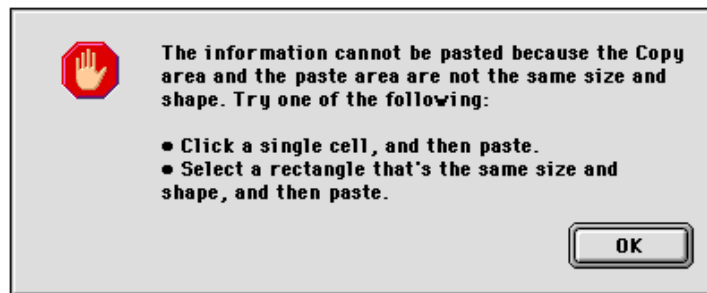 The information cannot be pasted because the Copy
area and the paste area are not the same size and
shape. Try one of the following:
● Click a single cell, and then paste.
● Select a rectangle that's the same size and
shape, and then paste.
OK